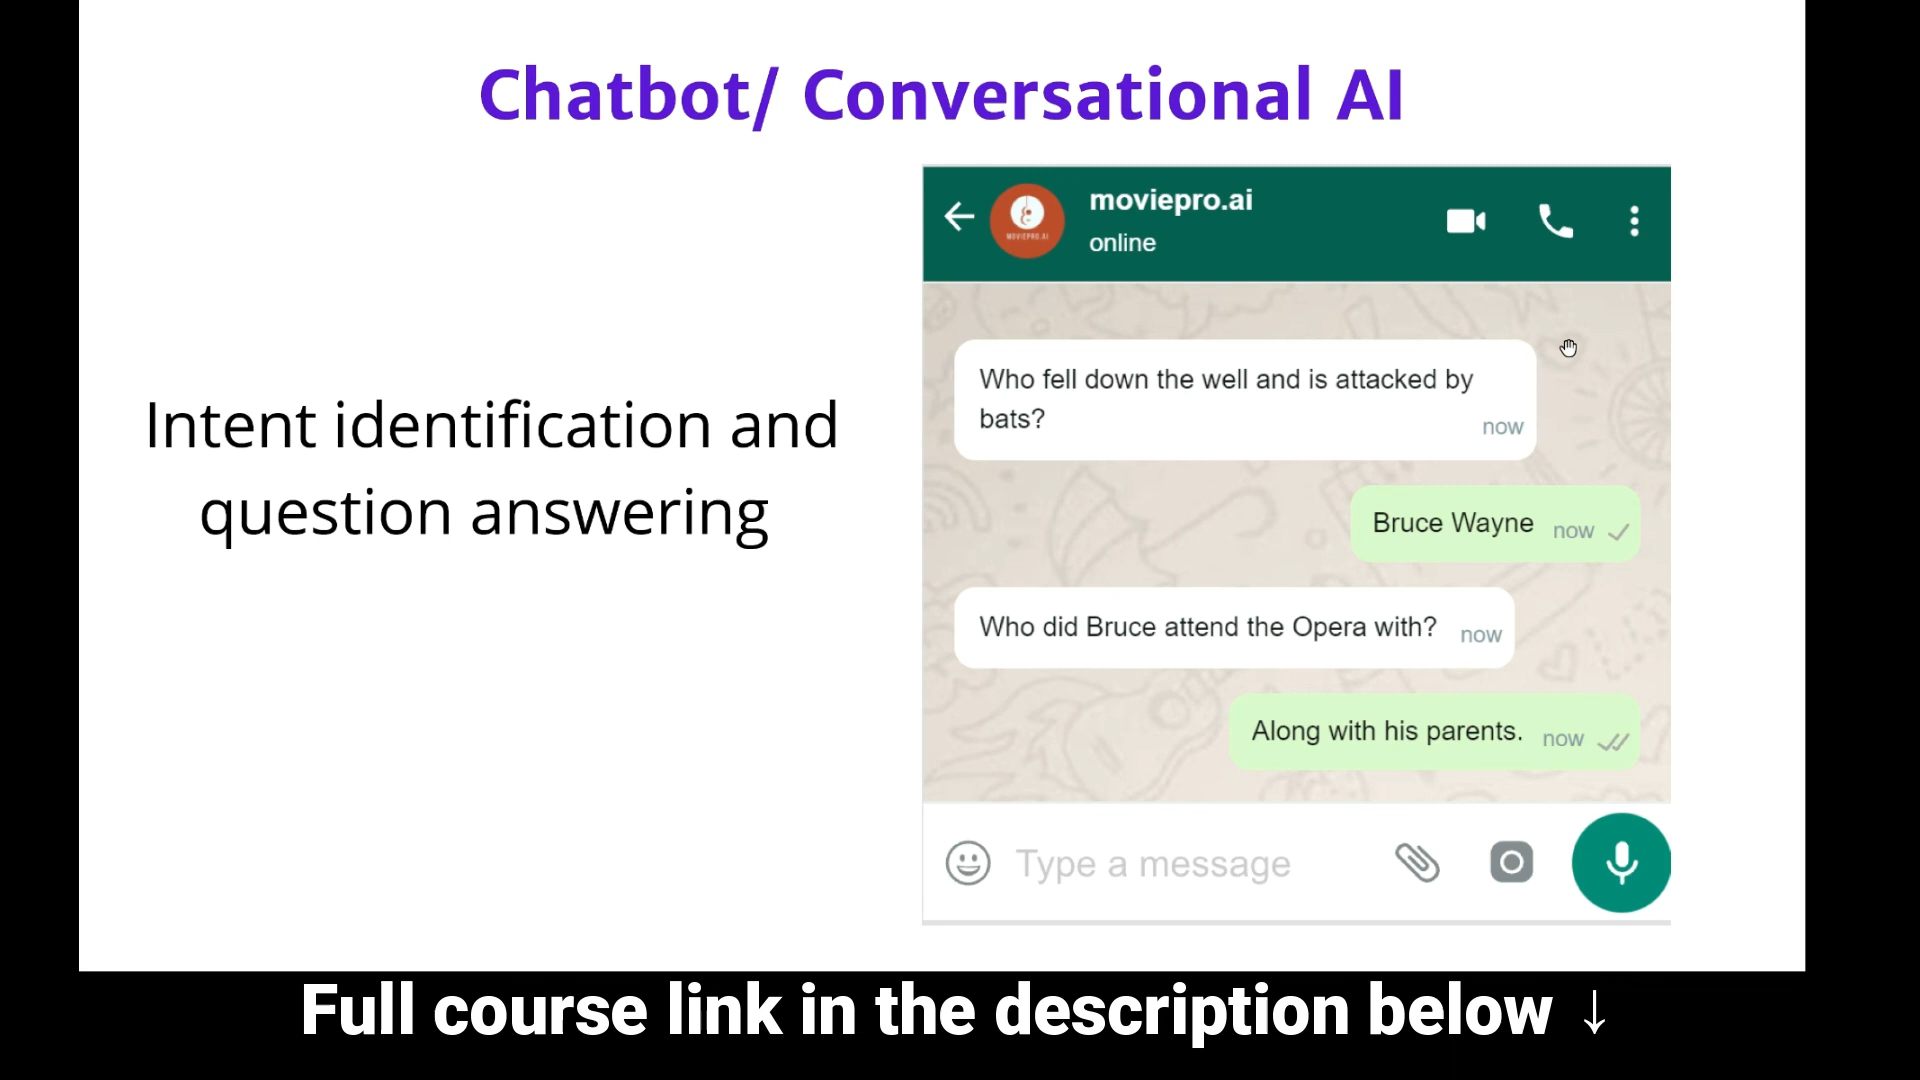 Chatbot/ Conversational AI
Intent identification and
question answering
moviepro.ai
online
MOVIEPRO.AI
Who fell down the well and is attacked by
bats?
now
Bruce Wayne now
Who did Bruce attend the Opera with? now
Along with his parents. now
Type a message
Full course link in the description below ↓